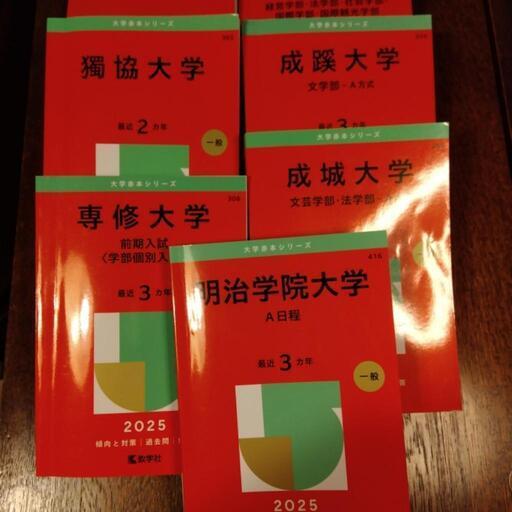 経営学部・法学部・社会学部・
国際学部・国際観光学部
大学赤本シリーズ
獨協大学
最近2カ年
一般
大学赤本シリーズ
成蹊大学
文学部-A方式
最近3カ年
大学赤本シリーズ
成城大学
文芸学部・法学部
大学赤本シリーズ
308
専修大学
前期入試
〈学部個別入
最近3カ年
2025
傾向と対策｜過去問｜
教学社
大学赤本シリーズ
416
明治学院大学
A日程
最近3カ年
一般
2025